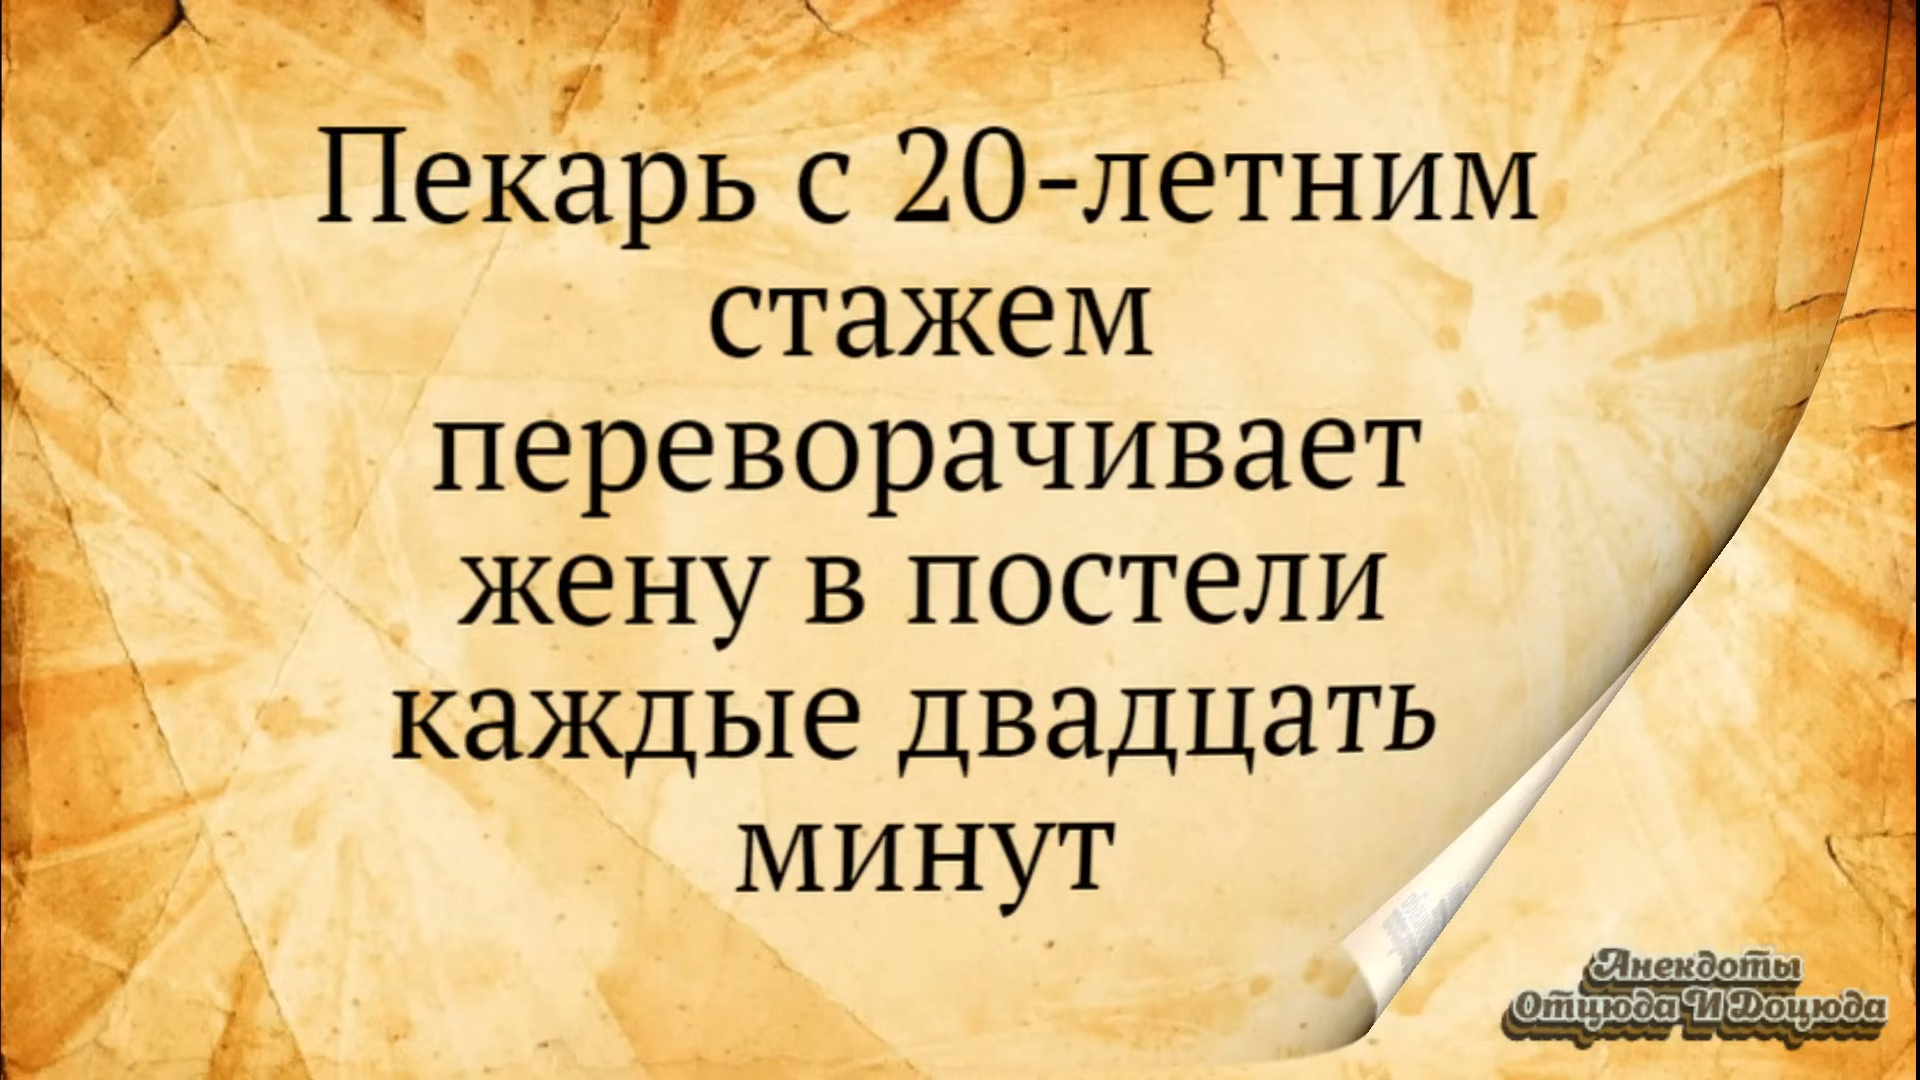 Пекарь с 20-летним
стажем
переворачивает
жену в постели
каждые двадцать
минут
Анекдоты
Отцюда И Доцюда